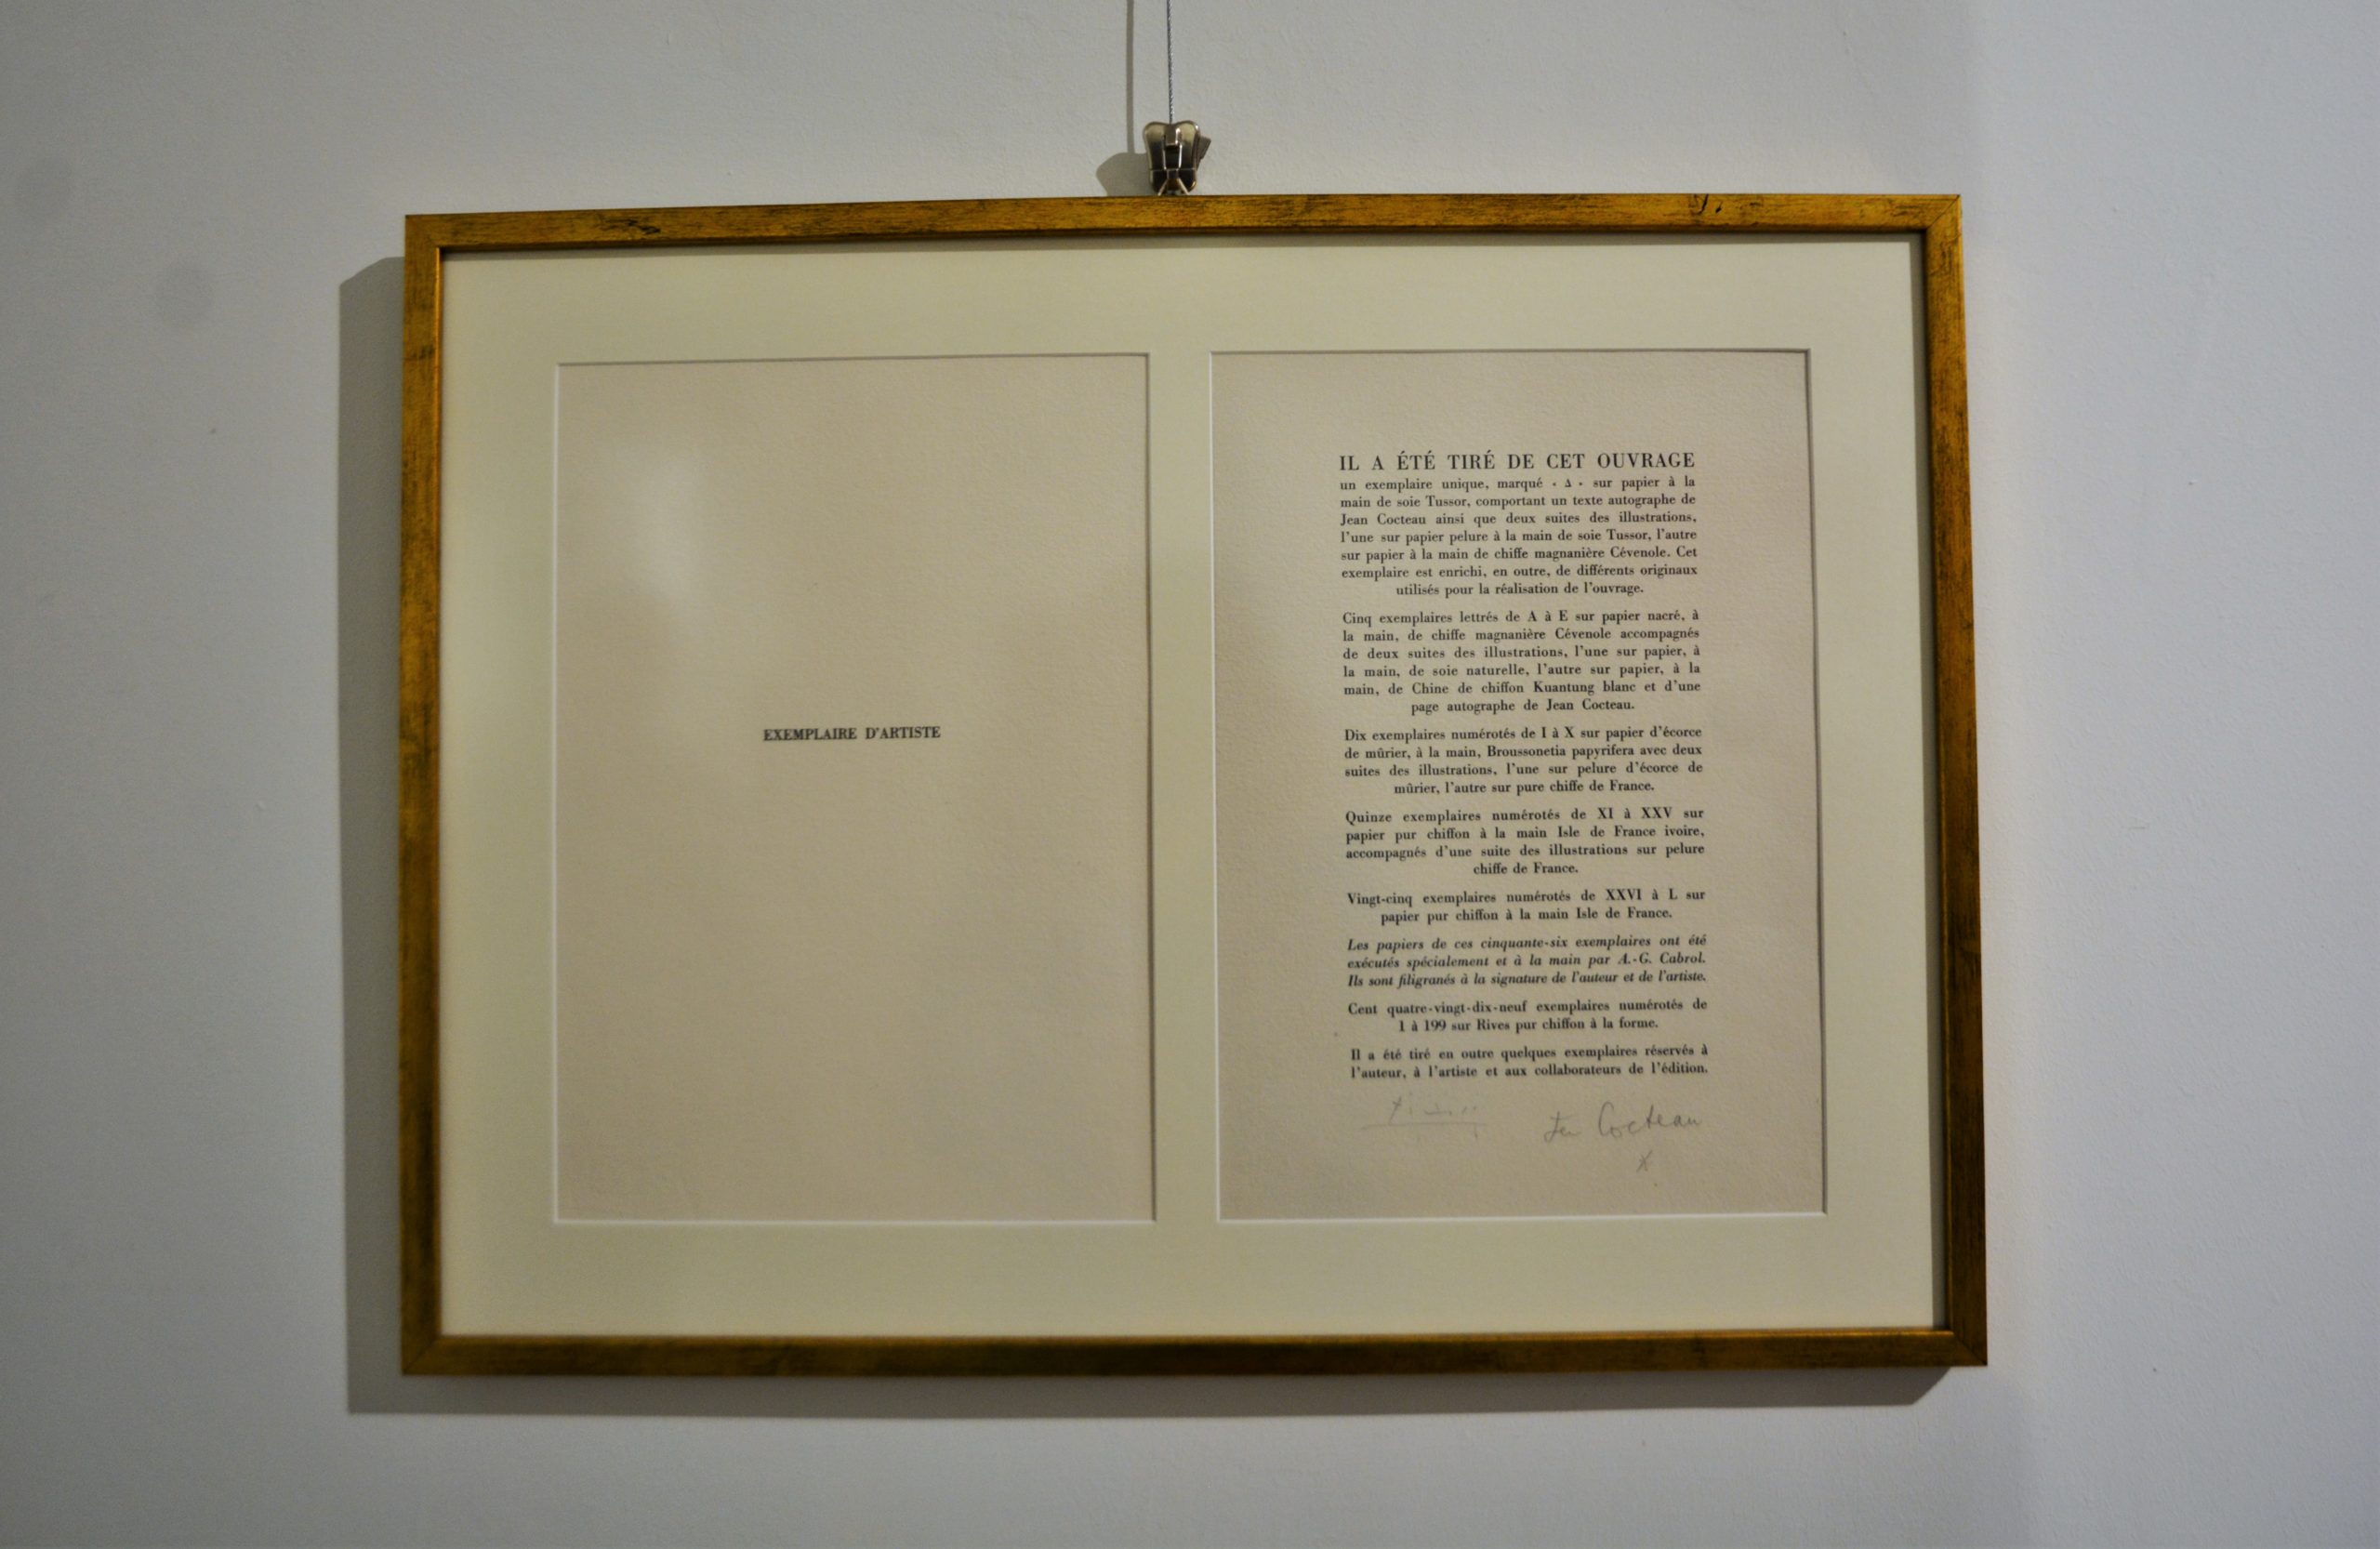 EXEMPLAIRE D'ARTISTE
IL A ÉTÉ TIRÉ DE CET OUVRAGE
un exemplaire unique, marqué « Δ » sur papier à la
main de soie Tussor, comportant un texte autographe de
Jean Cocteau ainsi que deux suites des illustrations,
l'une sur papier pelure à la main de soie Tussor, l'autre
sur papier à la main de chiffe magnanière Cévenole. Cet
exemplaire est enrichi, en outre, de différents originaux
utilisés pour la réalisation de l'ouvrage.
Cinq exemplaires lettrés de A à E sur papier nacré, à
la main, de chiffe magnanière Cévenole accompagnés
de deux suites des illustrations, l'une sur papier, à
la main, de soie naturelle, l'autre sur papier, à la
main, de Chine de chiffon Kuantung blanc et d'une
page autographe de Jean Cocteau.
Dix exemplaires numérotés de I à X sur papier d'écorce
de mûrier, à la main, Broussonetia papyrifera avec deux
suites des illustrations, l'une sur pelure d'écorce de
mûrier, l'autre sur pure chiffe de France.
Quinze exemplaires numérotés de XI à XXV sur
papier pur chiffon à la main Isle de France ivoire,
accompagnés d'une suite des illustrations sur pelure
chiffe de France.
Vingt-cinq exemplaires numérotés de XXVI à L sur
papier pur chiffon à la main Isle de France.
Les papiers de ces cinquante-six exemplaires ont été
exécutés spécialement et à la main par A.-G. Cabrol.
Ils sont filigranés à la signature de l'auteur et de l'artiste.
Cent quatre-vingt-dix-neuf exemplaires numérotés de
1 à 199 sur Rives pur chiffon à la forme.
Il a été tiré en outre quelques exemplaires réservés à
l'auteur, à l'artiste et aux collaborateurs de l'édition.
Cocteau